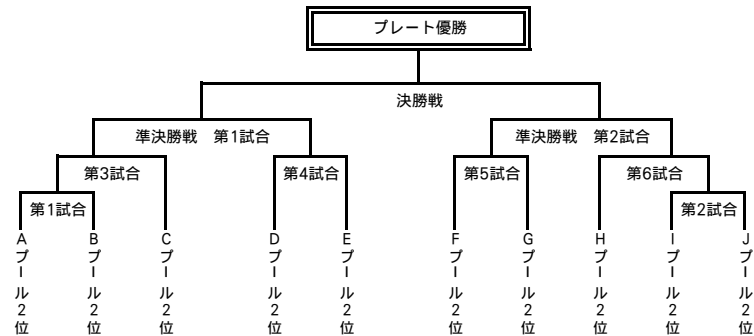 プレート優勝
決勝戦
準決勝戦　第1試合
準決勝戦　第2試合
第3試合
第4試合
第5試合
第6試合
第1試合
第2試合
Aプール2位
Bプール2位
Cプール2位
Dプール2位
Eプール2位
Fプール2位
Gプール2位
Hプール2位
Iプール2位
Jプール2位